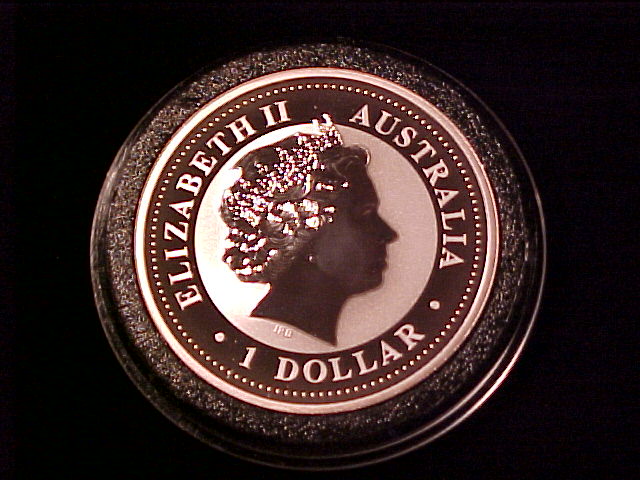 ELIZABETH II
AUSTRALIA
1 DOLLAR
IRB